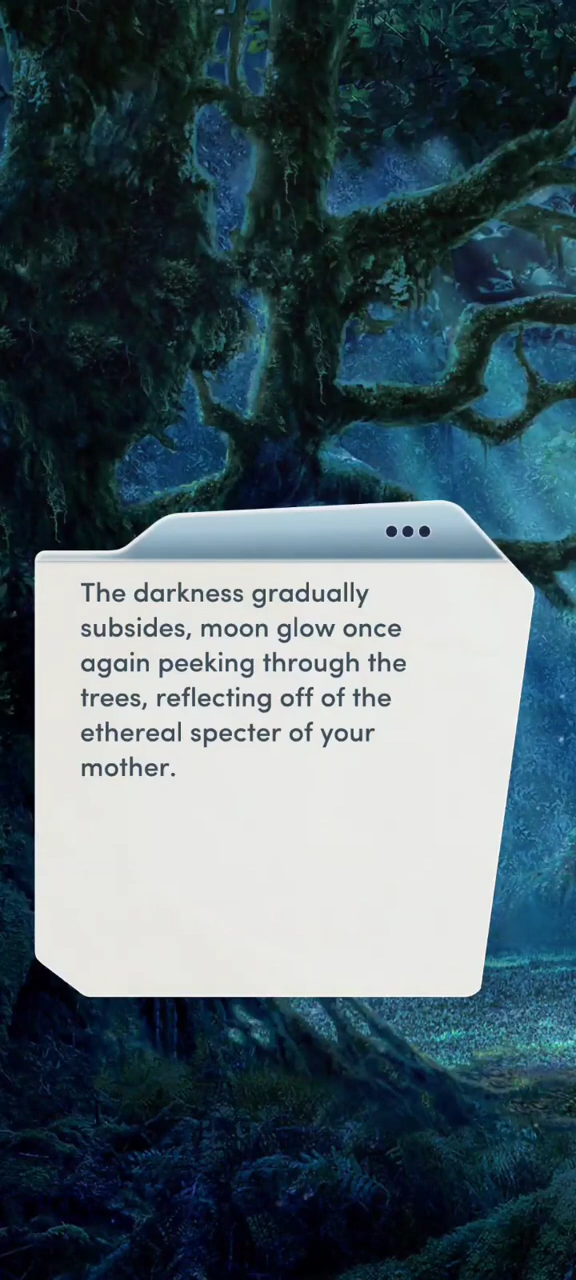 The darkness gradually
subsides, moon glow once
again peeking through the
trees, reflecting off of the
ethereal specter of your
mother.